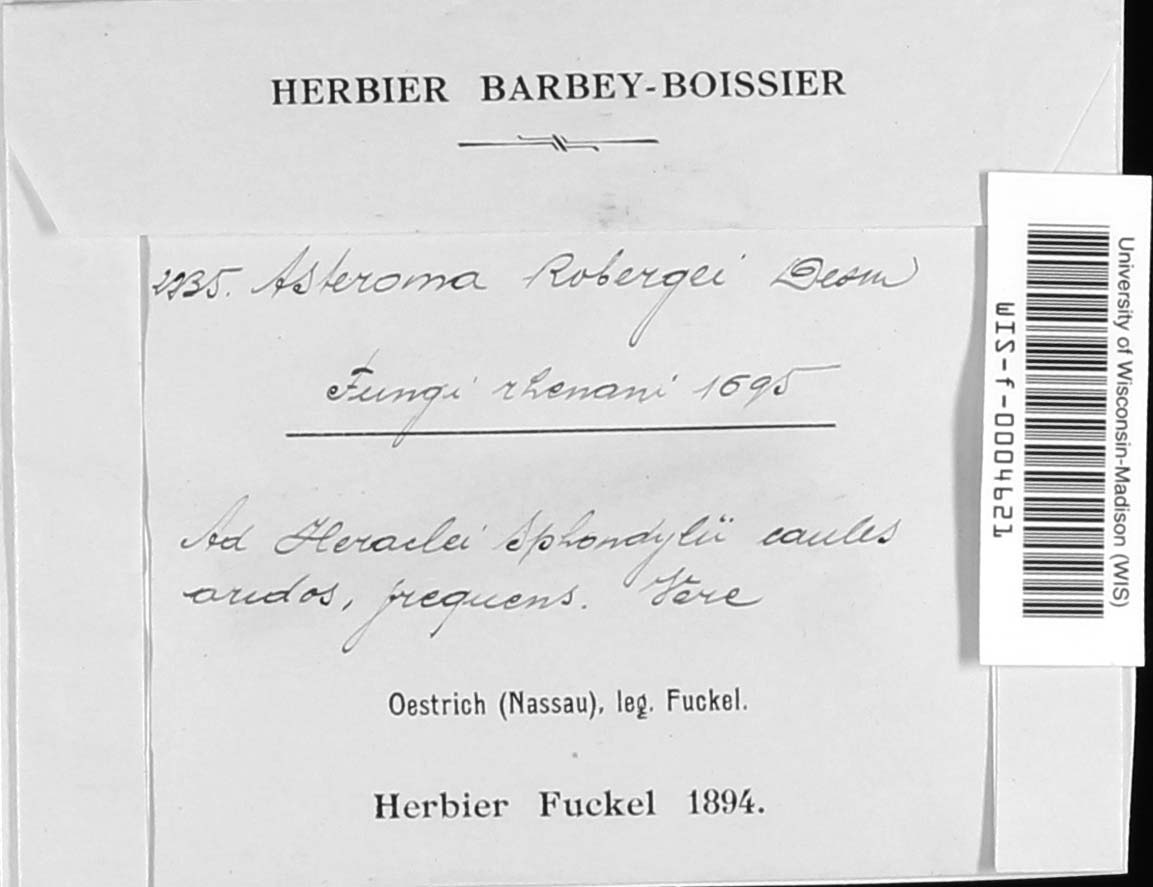 HERBIER BARBEY-BOISSIER
2235. Asteroma Robergei Desm
Fungi rhenani 1695
Ad Heraclei Sphondylii caules
aridos, frequens. Vere
Oestrich (Nassau), leg. Fuckel.
Herbier Fuckel 1894.
WIS-f-0004621
University of Wisconsin-Madison (WIS)